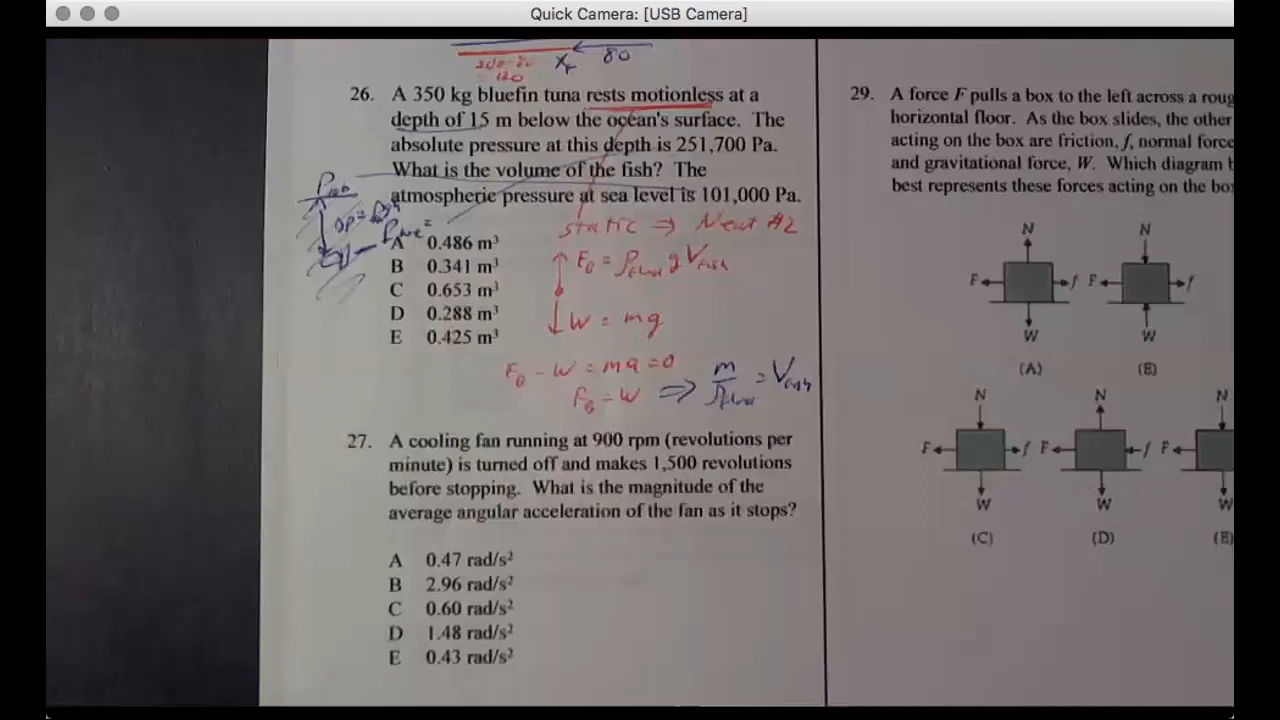 Quick Camera: [USB Camera]
80
= 120
26. A 350 kg bluefin tuna rests motionless at a
depth of 15 m below the ocean's surface. The
absolute pressure at this depth is 251,700 Pa.
What is the volume of the fish? The
atmospheric pressure at sea level is 101,000 Pa.
A 0.486 m³
B 0.341 m³
C 0.653 m³
D 0.288 m³
E 0.425 m³
static ⇒ Newt #2
W = mg
- W = ma = 0
= W ⇒ m
27. A cooling fan running at 900 rpm (revolutions per
minute) is turned off and makes 1,500 revolutions
before stopping. What is the magnitude of the
average angular acceleration of the fan as it stops?
A 0.47 rad/s²
B 2.96 rad/s²
C 0.60 rad/s²
D 1.48 rad/s²
E 0.43 rad/s²
29. A force F pulls a box to the left across a roug
horizontal floor. As the box slides, the other
acting on the box are friction, f, normal force
and gravitational force, W. Which diagram b
best represents these forces acting on the bo
N N
F f F f
W W
(A) (B)
N N N
F f F f F
W W W
(C) (D) (E)